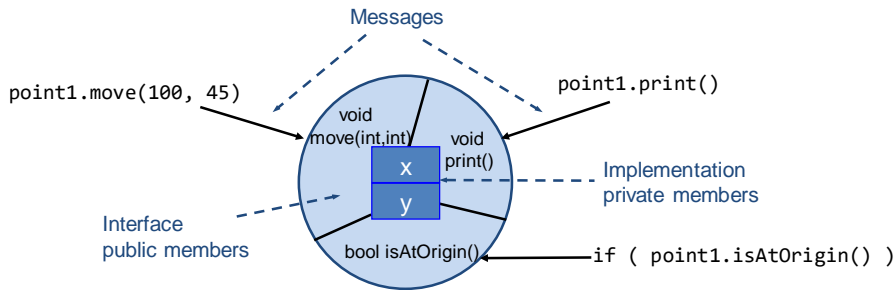 Messages
point1.move(100, 45)
point1.print()
void
move(int,int)
void
print()
x
y
Implementation
private members
Interface
public members
bool isAtOrigin()
if ( point1.isAtOrigin() )